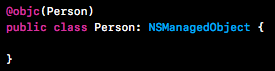 @objc(Person)
public class Person: NSManagedObject {
}